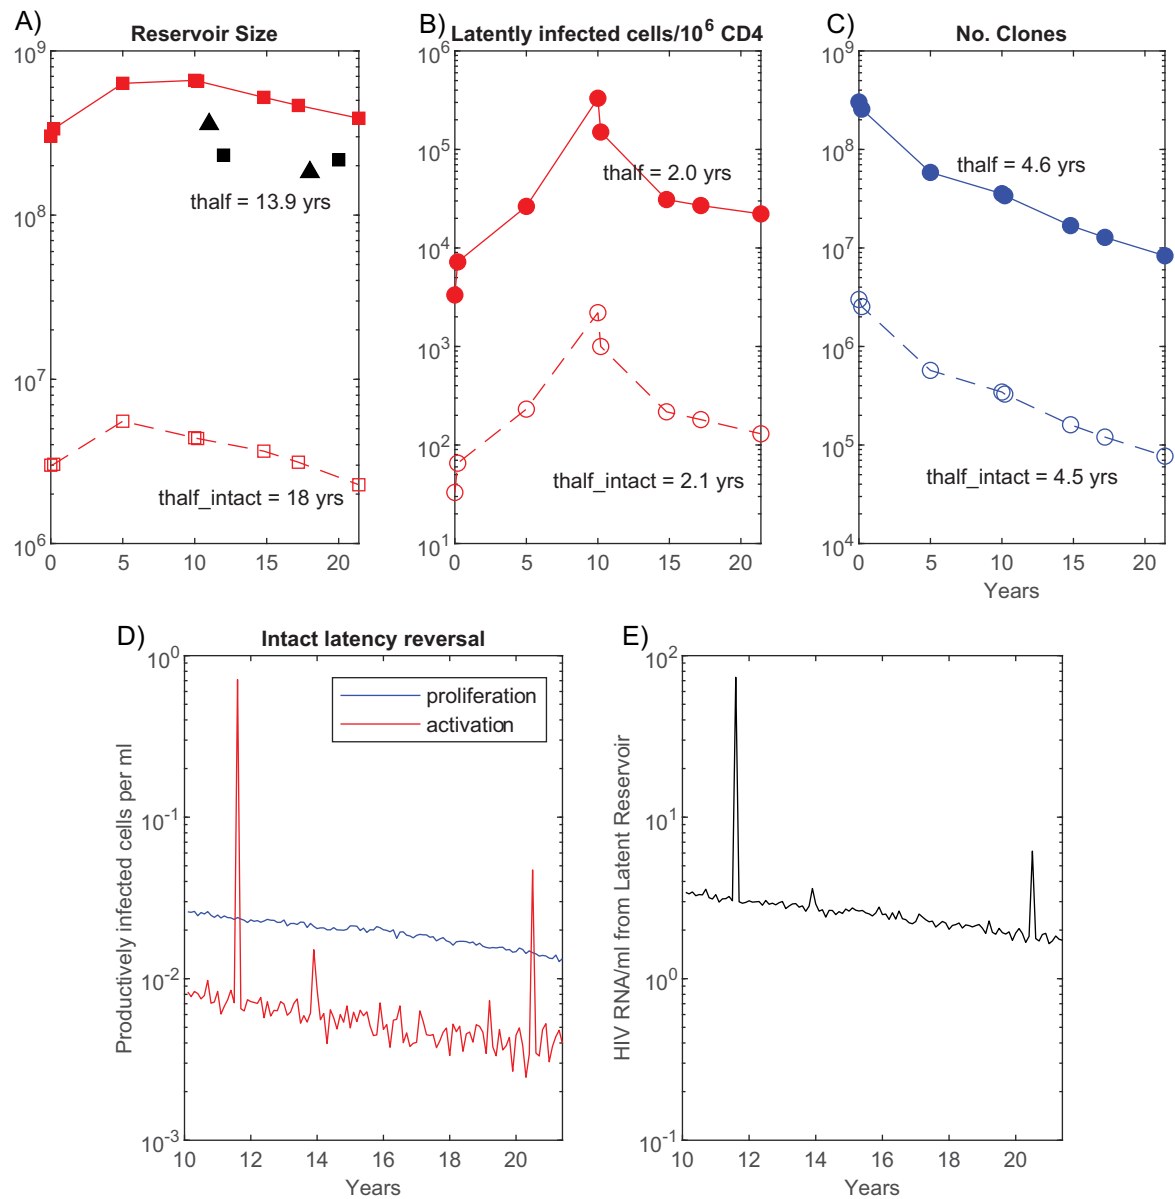 A)
Reservoir Size
10^9
10^8
10^7
10^6
0 5 10 15 20
thalf = 13.9 yrs
thalf_intact = 18 yrs
B)
Latently infected cells/10^6 CD4
10^6
10^5
10^4
10^3
10^2
10^1
0 5 10 15 20
thalf = 2.0 yrs
thalf_intact = 2.1 yrs
C)
No. Clones
10^9
10^8
10^7
10^6
10^5
10^4
0 5 10 15 20
Years
thalf = 4.6 yrs
thalf_intact = 4.5 yrs
D)
Intact latency reversal
Productively infected cells per ml
10^0
10^-1
10^-2
10^-3
proliferation
activation
10 12 14 16 18 20
Years
E)
HIV RNA/ml from Latent Reservoir
10^2
10^1
10^0
10^-1
10 12 14 16 18 20
Years